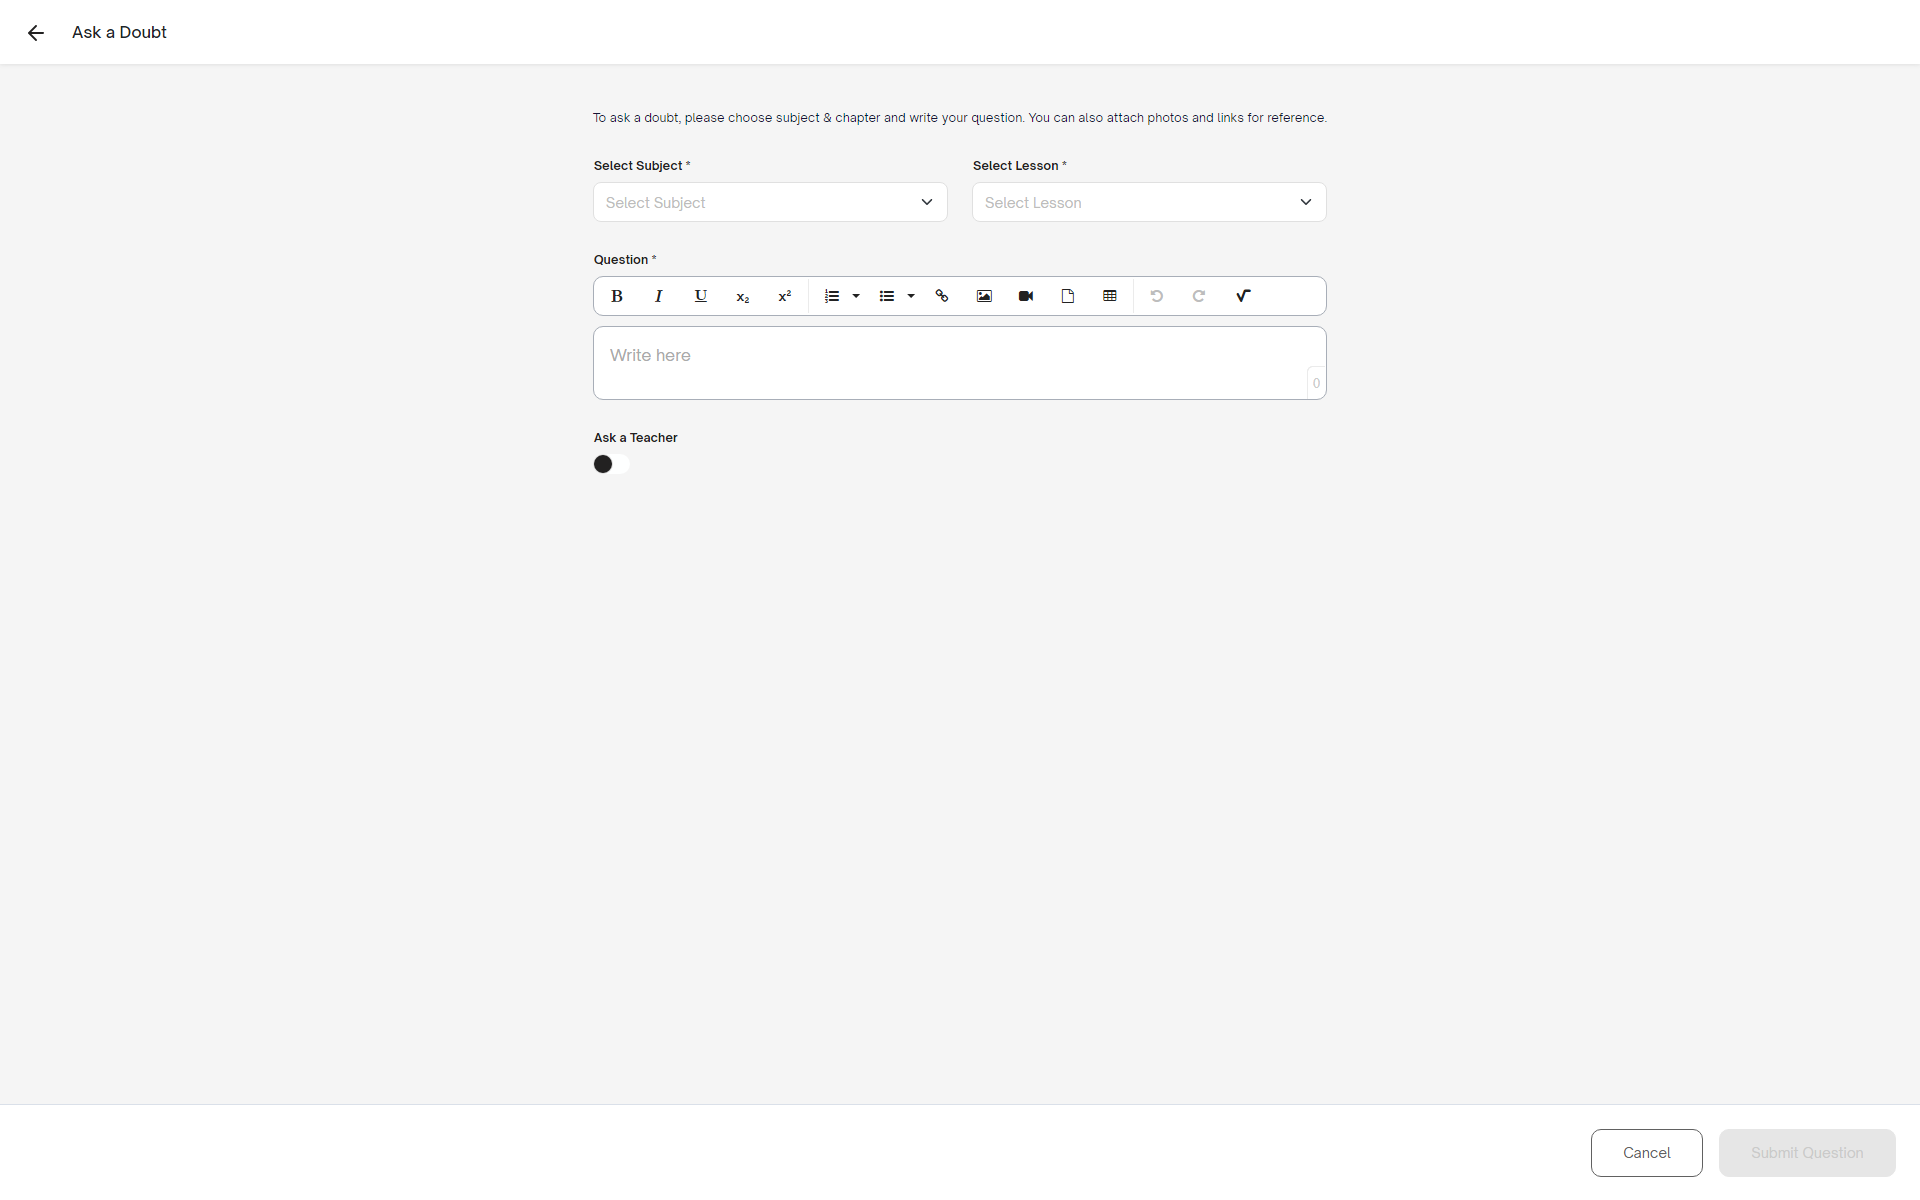 Ask a Doubt
To ask a doubt, please choose subject & chapter and write your question. You can also attach photos and links for reference.
Select Subject *
Select Lesson *
Select Subject
Select Lesson
Question *
B I U x₂ x²
Write here
0
Ask a Teacher
Cancel
Submit Question